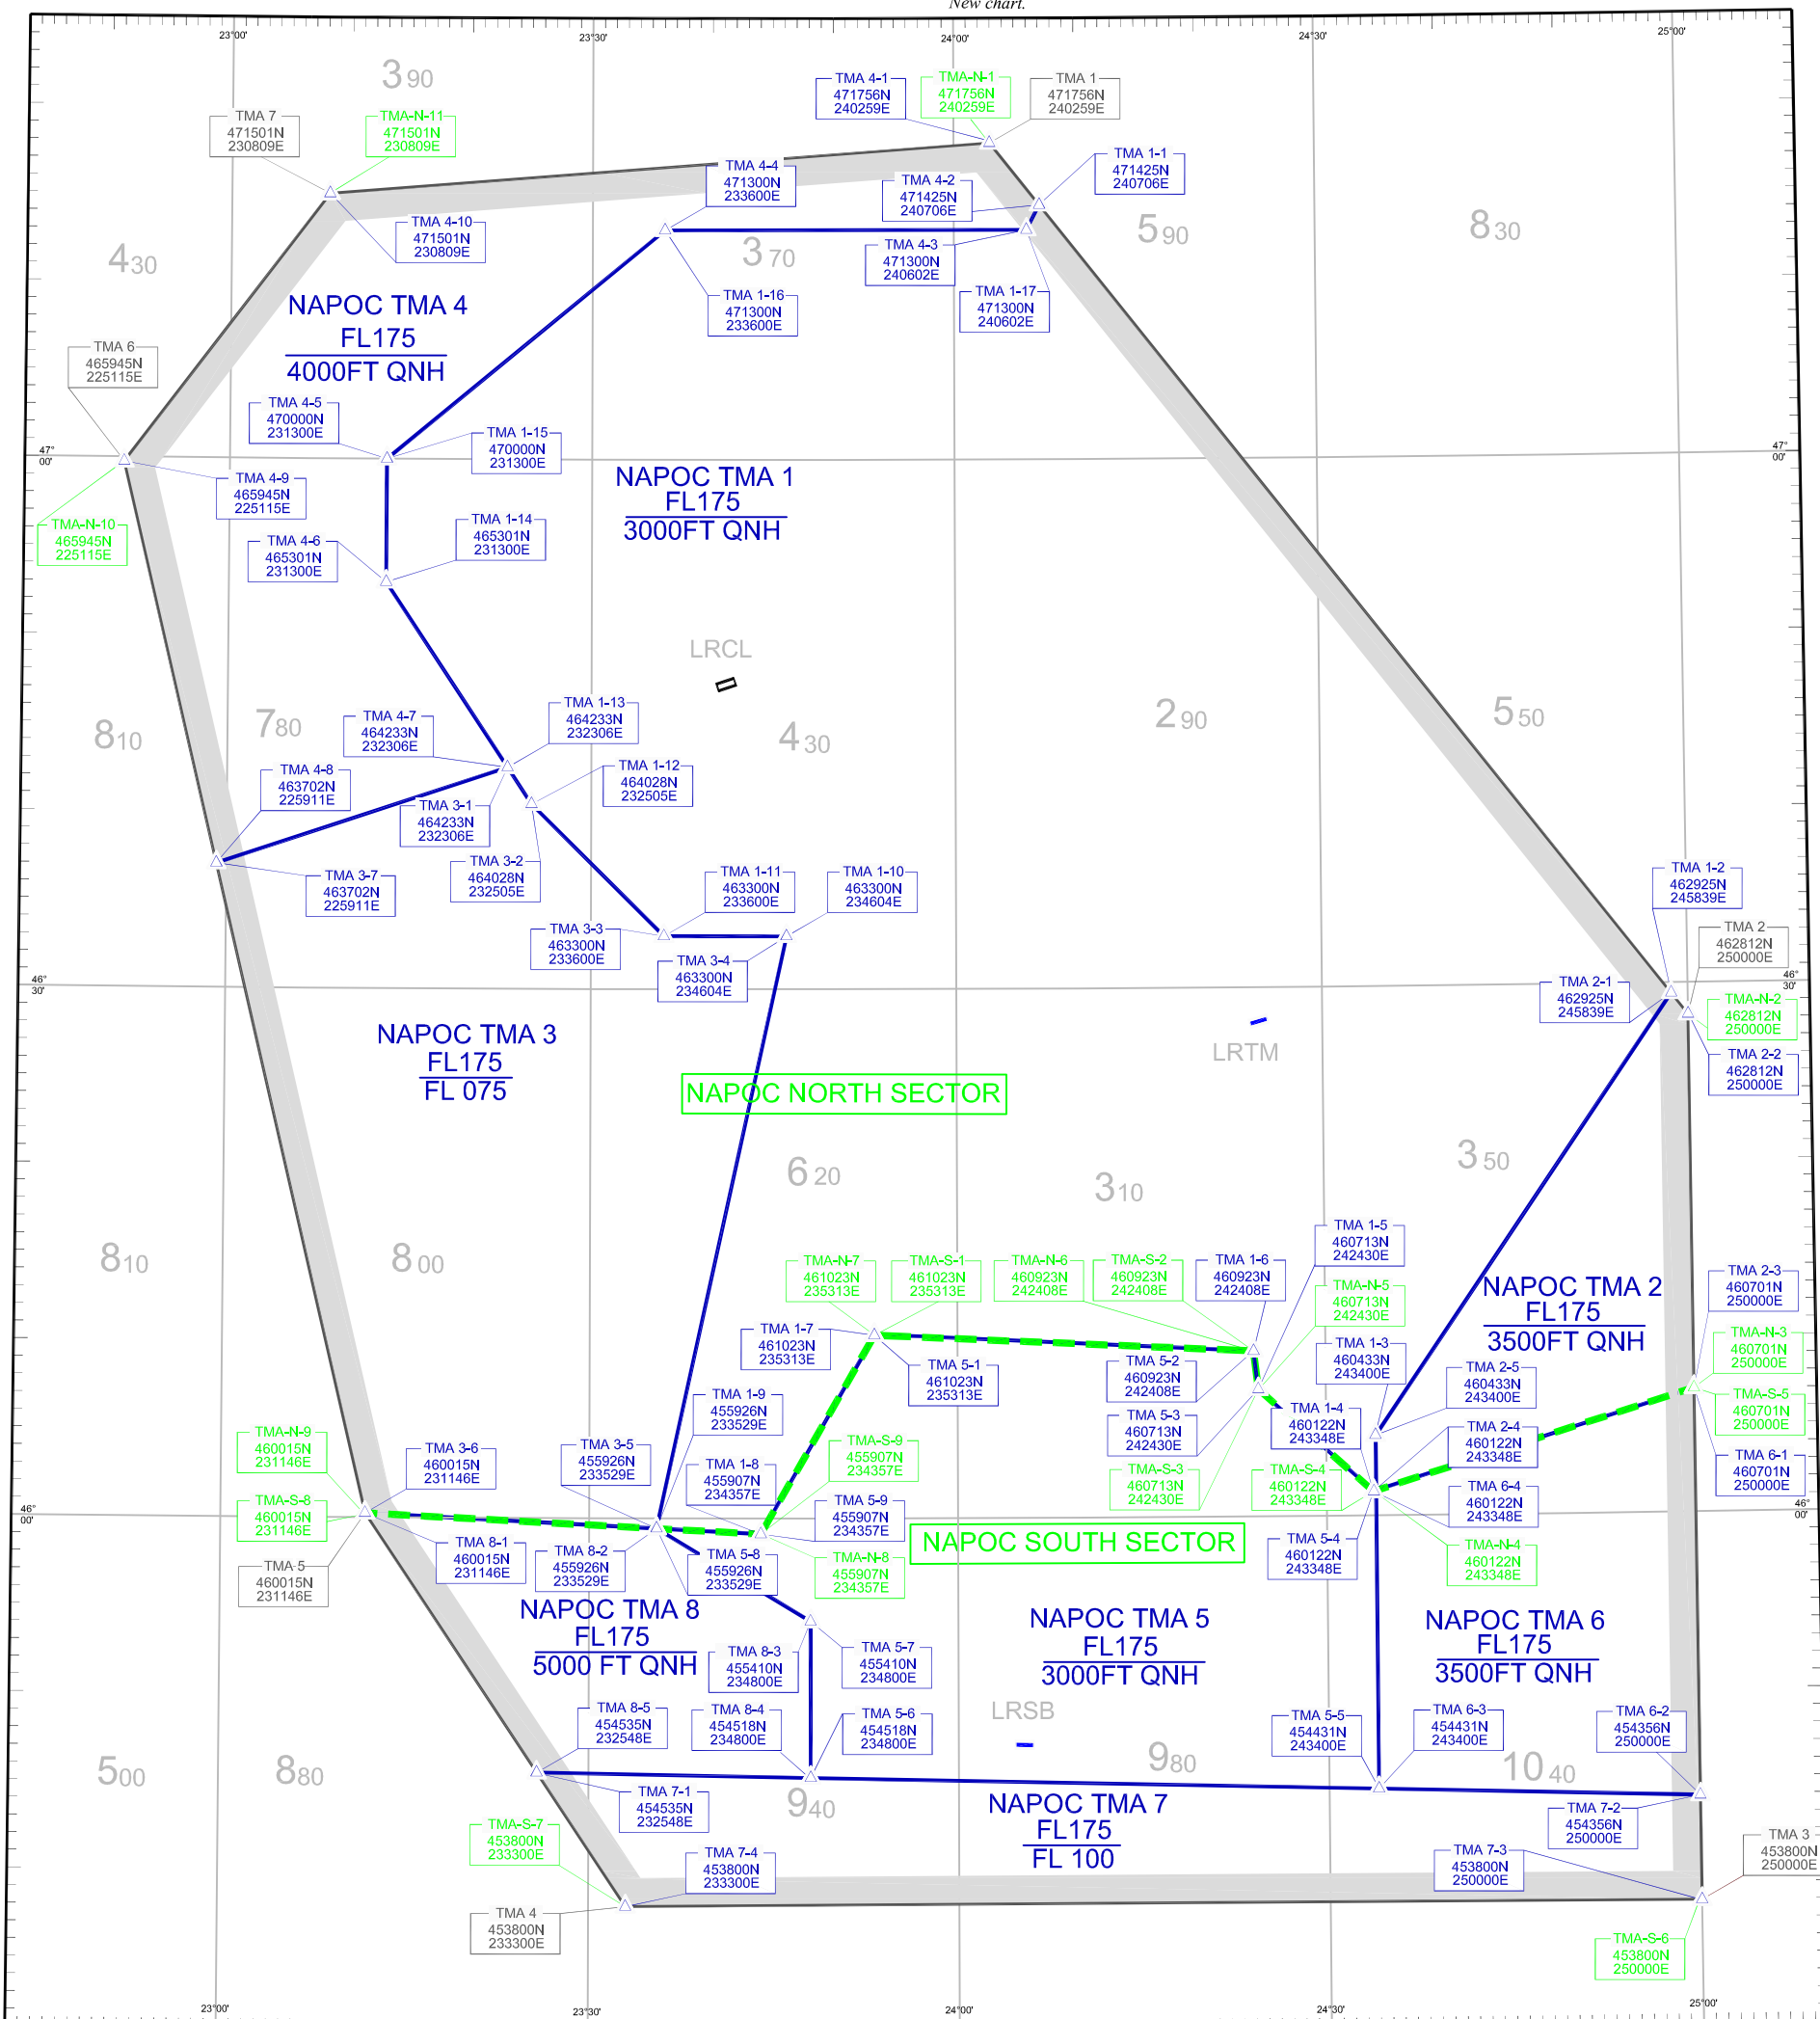 New chart.
23°00'
23°30'
24°00'
24°30'
25°00'
3 90
TMA 7
471501N
230809E
TMA-N-11
471501N
230809E
TMA 4-1
471756N
240259E
TMA-N-1
471756N
240259E
TMA 1
471756N
240259E
TMA 4-4
471300N
233600E
TMA 4-2
471425N
240706E
TMA 1-1
471425N
240706E
4 30
TMA 4-10
471501N
230809E
3 70
TMA 4-3
471300N
240602E
5 90
8 30
NAPOC TMA 4
FL175
4000FT QNH
TMA 1-16
471300N
233600E
TMA 1-17
471300N
240602E
TMA 6
465945N
225115E
TMA 4-5
470000N
231300E
TMA 1-15
470000N
231300E
47°
00'
47°
00'
TMA 4-9
465945N
225115E
NAPOC TMA 1
FL175
3000FT QNH
TMA-N-10
465945N
225115E
TMA 4-6
465301N
231300E
TMA 1-14
465301N
231300E
LRCL
8 10
7 80
TMA 4-7
464233N
232306E
TMA 1-13
464233N
232306E
4 30
2 90
5 50
TMA 4-8
463702N
225911E
TMA 1-12
464028N
232505E
TMA 3-1
464233N
232306E
TMA 3-7
463702N
225911E
TMA 3-2
464028N
232505E
TMA 1-11
463300N
233600E
TMA 1-10
463300N
234604E
TMA 1-2
462925N
245839E
TMA 3-3
463300N
233600E
TMA 3-4
463300N
234604E
TMA 2
462812N
250000E
46°
30'
46°
30'
TMA 2-1
462925N
245839E
TMA-N-2
462812N
250000E
NAPOC TMA 3
FL175
FL 075
LRTM
TMA 2-2
462812N
250000E
NAPOC NORTH SECTOR
6 20
3 10
3 50
8 10
8 00
TMA-N-7
461023N
235313E
TMA-S-1
461023N
235313E
TMA-N-6
460923N
242408E
TMA-S-2
460923N
242408E
TMA 1-6
460923N
242408E
TMA 1-5
460713N
242430E
TMA-N-5
460713N
242430E
NAPOC TMA 2
FL175
3500FT QNH
TMA 2-3
460701N
250000E
TMA 1-7
461023N
235313E
TMA 5-1
461023N
235313E
TMA 5-2
460923N
242408E
TMA 1-3
460433N
243400E
TMA 2-5
460433N
243400E
TMA-N-3
460701N
250000E
TMA-S-5
460701N
250000E
TMA 1-9
455926N
233529E
TMA 5-3
460713N
242430E
TMA 1-4
460122N
243348E
TMA 2-4
460122N
243348E
TMA 6-1
460701N
250000E
TMA-N-9
460015N
231146E
TMA 3-6
460015N
231146E
TMA 3-5
455926N
233529E
TMA 1-8
455907N
234357E
TMA-S-9
455907N
234357E
TMA-S-3
460713N
242430E
TMA-S-4
460122N
243348E
TMA 6-4
460122N
243348E
TMA-S-8
460015N
231146E
TMA 5-9
455907N
234357E
46°
00'
46°
00'
NAPOC SOUTH SECTOR
TMA 5-4
460122N
243348E
TMA-N-4
460122N
243348E
TMA 5
460015N
231146E
TMA 8-1
460015N
231146E
TMA 8-2
455926N
233529E
TMA 5-8
455926N
233529E
TMA-N-8
455907N
234357E
NAPOC TMA 8
FL175
5000 FT QNH
TMA 8-3
455410N
234800E
TMA 5-7
455410N
234800E
NAPOC TMA 5
FL175
3000FT QNH
NAPOC TMA 6
FL175
3500FT QNH
TMA 8-5
454535N
232548E
TMA 8-4
454518N
234800E
TMA 5-6
454518N
234800E
LRSB
TMA 5-5
454431N
243400E
TMA 6-3
454431N
243400E
TMA 6-2
454356N
250000E
5 00
8 80
9 80
10 40
TMA 7-1
454535N
232548E
9 40
NAPOC TMA 7
FL175
FL 100
TMA 7-2
454356N
250000E
TMA-S-7
453800N
233300E
TMA 7-4
453800N
233300E
TMA 7-3
453800N
250000E
TMA 3
453800N
250000E
TMA 4
453800N
233300E
TMA-S-6
453800N
250000E
23°00'
23°30'
24°00'
24°30'
25°00'